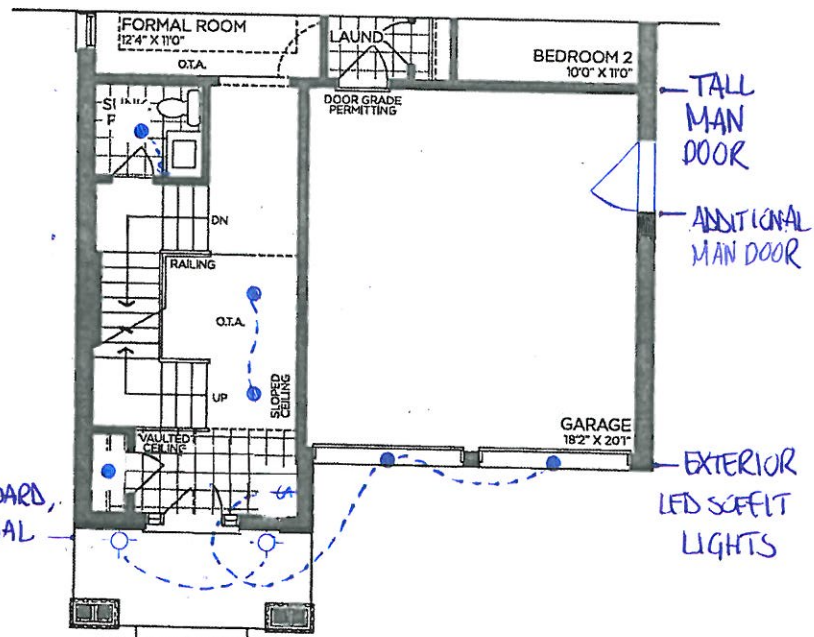 FORMAL ROOM
12'4" X 11'0"
O.T.A.
LAUND.
BEDROOM 2
10'0" X 11'0"
DOOR GRADE
PERMITTING
TALL
MAN
DOOR
ADDITIONAL
MAN DOOR
DN
RAILING
O.T.A.
UP
SLOPED
CEILING
VAULTED
CEILING
GARAGE
18'2" X 20'1"
EXTERIOR
LED SOFFIT
LIGHTS